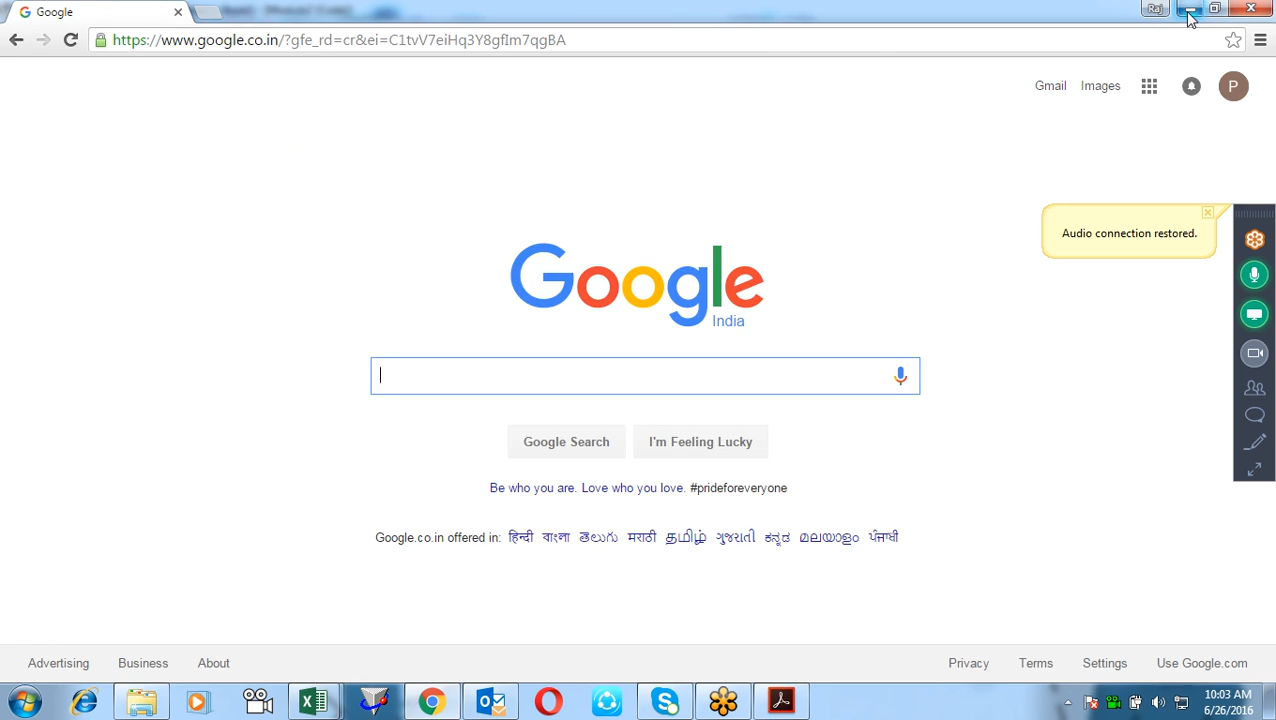 Google
Raj
https://www.google.co.in/?gfe_rd=cr&ei=C1tvV7eiHq3Y8gfIm7qgBA
Gmail Images P
Audio connection restored.
Google
India
Google Search I'm Feeling Lucky
Be who you are. Love who you love. #prideforeveryone
Google.co.in offered in: हिन्दी বাংলা తెలుగు मराठी தமிழ் ગુજરાતી ಕನ್ನಡ മലയാളം ਪੰਜਾਬੀ
Advertising Business About Privacy Terms Settings Use Google.com
10:03 AM
6/26/2016